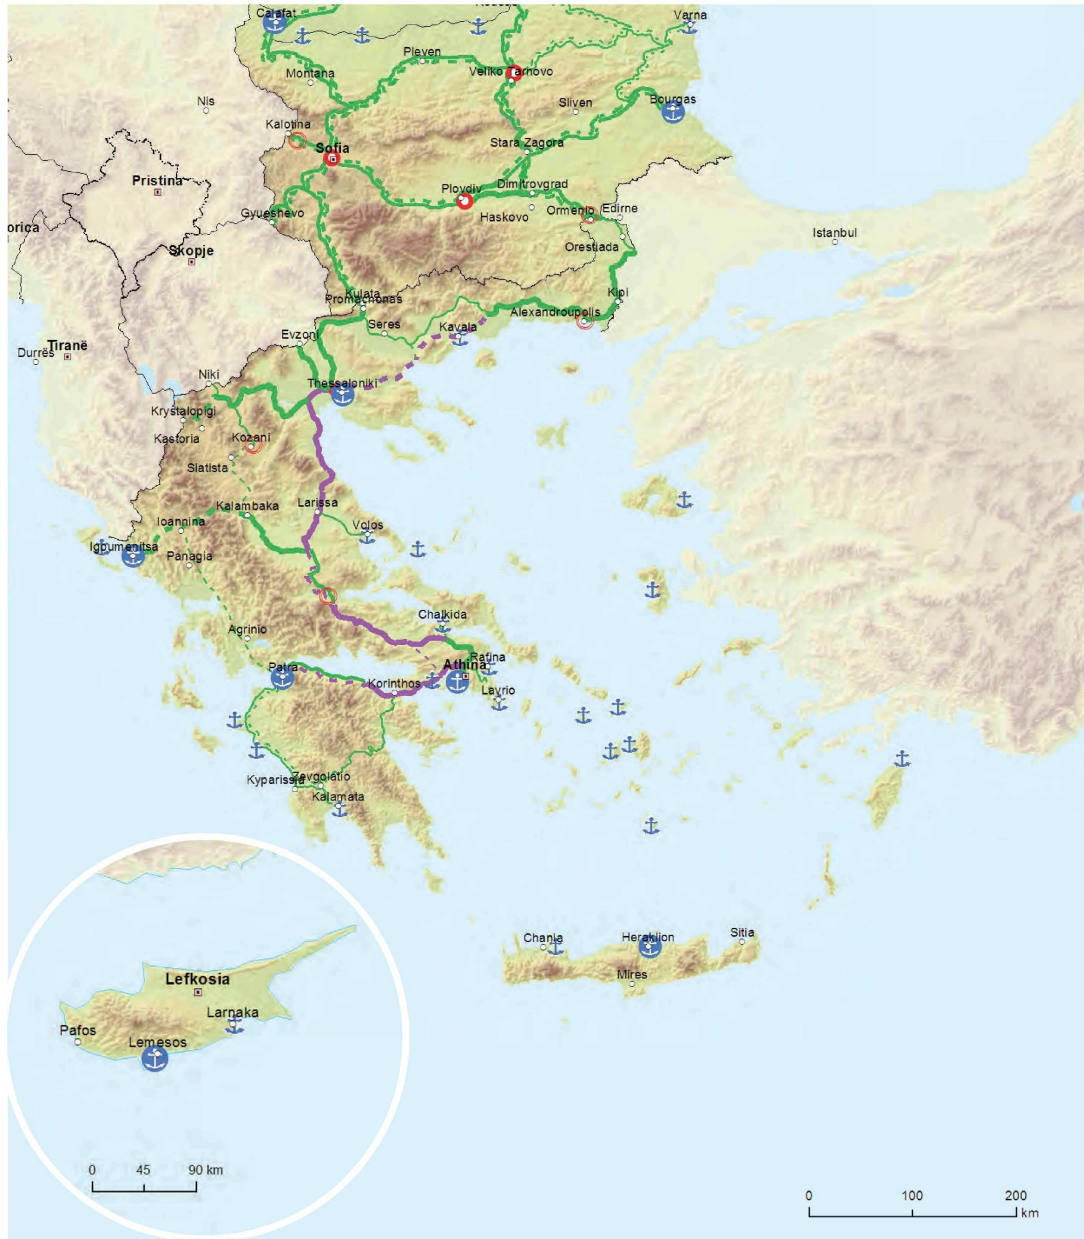 Calafat
Varna
Pleven
Montana
Veliko Tarnovo
Nis
Sliven
Bourgas
Kalotina
Sofia
Stara Zagora
Pristina
Plovdiv
Dimitrovgrad
Gyueshevo
Haskovo
Ormenio
Edirne
orica
Istanbul
Skopje
Orestiada
Kulata
Promachonas
Kipi
Alexandroupolis
Seres
Kavala
Evzoni
Tiranë
Durrës
Niki
Thessaloniki
Krystalopigi
Kastoria
Kozani
Siatista
Kalambaka
Larissa
Ioannina
Volos
Igoumenitsa
Panagia
Chalkida
Agrinio
Rafina
Athina
Patra
Korinthos
Lavrio
Kyparissia
Zevgolatio
Kalamata
Chania
Heraklion
Sitia
Mires
Lefkosia
Larnaka
Pafos
Lemesos
0 45 90 km
0 100 200
km